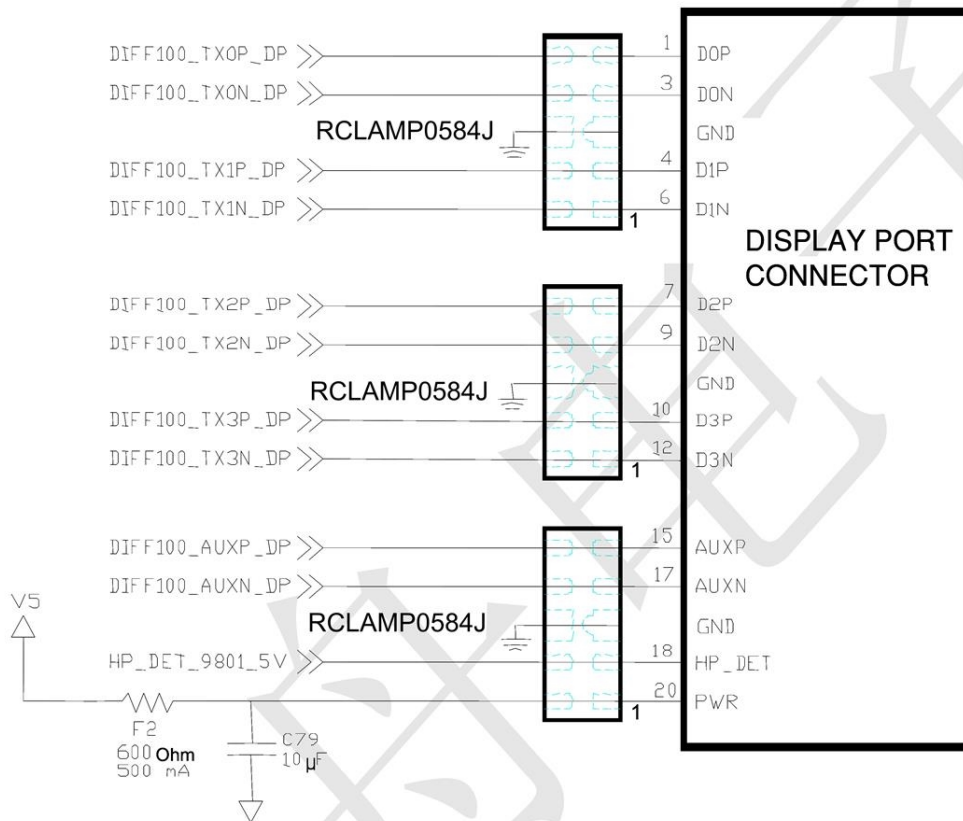 DIFF100_TX0P_DP 1 D0P
DIFF100_TX0N_DP 3 D0N
RCLAMP0584J GND
DIFF100_TX1P_DP 4 D1P
DIFF100_TX1N_DP 6 D1N
1
DISPLAY PORT
CONNECTOR
DIFF100_TX2P_DP 7 D2P
DIFF100_TX2N_DP 9 D2N
RCLAMP0584J GND
DIFF100_TX3P_DP 10 D3P
DIFF100_TX3N_DP 12 D3N
1
DIFF100_AUXP_DP 15 AUXP
DIFF100_AUXN_DP 17 AUXN
V5
RCLAMP0584J GND
HP_DET_9801_5V 18 HP_DET
20 PWR
1
F2
600 Ohm
500 mA
C79
10 µF